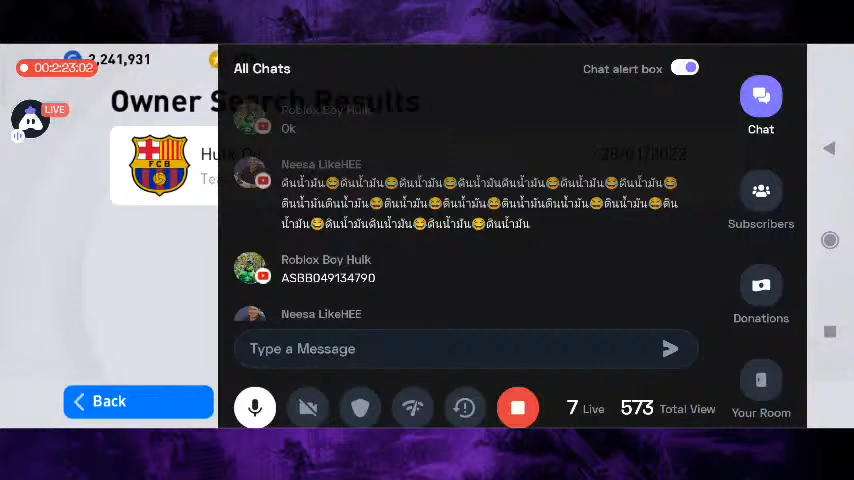 2,241,931
00:2:23:02
All Chats
Chat alert box
LIVE
Owner Search Results
Roblox Boy Hulk
Ok
Chat
FCB
28/01/2022
Neesa LikeHEE
ดินน้ำมัน😂ดินน้ำมัน😂ดินน้ำมัน😂ดินน้ำมันดินน้ำมัน😂ดินน้ำมัน😂ดินน้ำมัน😂
ดินน้ำมันดินน้ำมัน😂ดินน้ำมัน😂ดินน้ำมัน😂ดินน้ำมันดินน้ำมัน😂ดินน้ำมัน😂ดิน
น้ำมัน😂ดินน้ำมันดินน้ำมัน😂ดินน้ำมัน😂ดินน้ำมัน
Subscribers
Roblox Boy Hulk
ASBB049134790
Neesa LikeHEE
Donations
Type a Message
Back
7 Live 573 Total View
Your Room